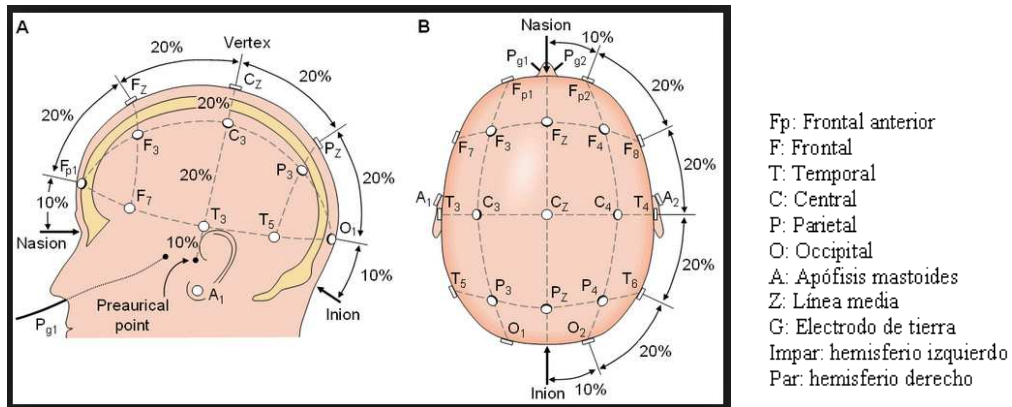 A
Vertex
20%
20%
FZ
CZ
20%
20%
20%
F3
C3
PZ
Fp1
P3
20%
20%
10%
F7
T3
T5
O1
Nasion
10%
10%
A1
Preaurical
point
Inion
Pg1
B
Nasion
10%
Pg1
Pg2
Fp1
Fp2
20%
F7
F3
FZ
F4
F8
20%
A1
T3
C3
CZ
C4
T4
A2
20%
T5
P3
PZ
P4
T6
O1
O2
20%
Inion
10%
Fp: Frontal anterior
F: Frontal
T: Temporal
C: Central
P: Parietal
O: Occipital
A: Apófisis mastoides
Z: Línea media
G: Electrodo de tierra
Impar: hemisferio izquierdo
Par: hemisferio derecho